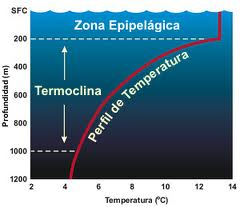 SFC
Zona Epipelágica
200
400
Termoclina
Perfil de Temperatura
600
800
1000
1200
Profundidad (m)
2 4 6 8 10 12 14
Temperatura (ºC)